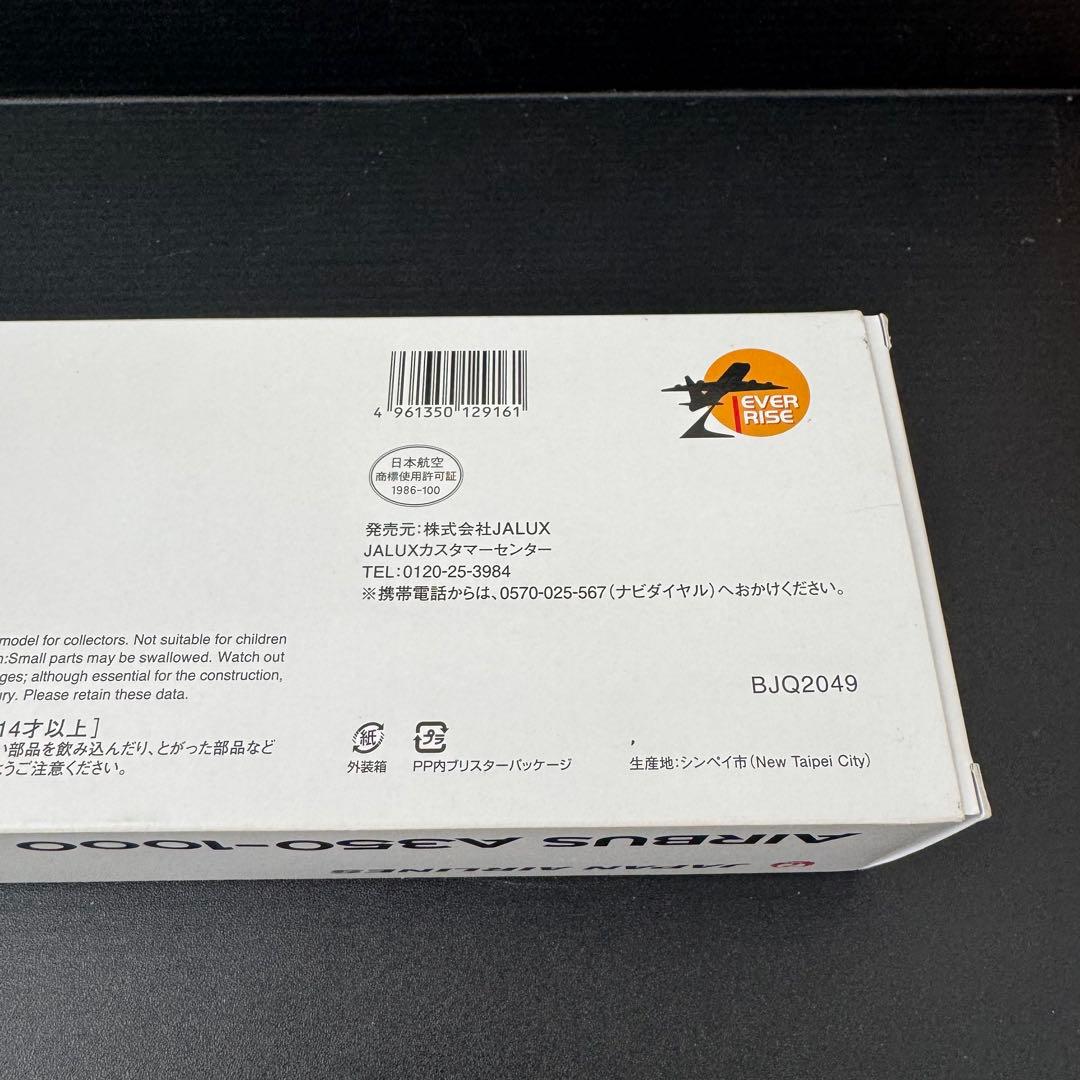 4 961350 129161
EVER
RISE
日本航空
商標使用許可証
1986-100
発売元:株式会社JALUX
JALUXカスタマーセンター
TEL:0120-25-3984
※携帯電話からは、0570-025-567(ナビダイヤル)へおかけください。
model for collectors. Not suitable for children
:Small parts may be swallowed. Watch out
ges; although essential for the construction,
ry. Please retain these data.
14才以上]
い部品を飲み込んだり、とがった部品など
うご注意ください。
BJQ2049
紙
外装箱
プラ
PP内ブリスターパッケージ
生産地:シンペイ市(New Taipei City)
AIRBUS A350-1000
JAPAN AIRLINES